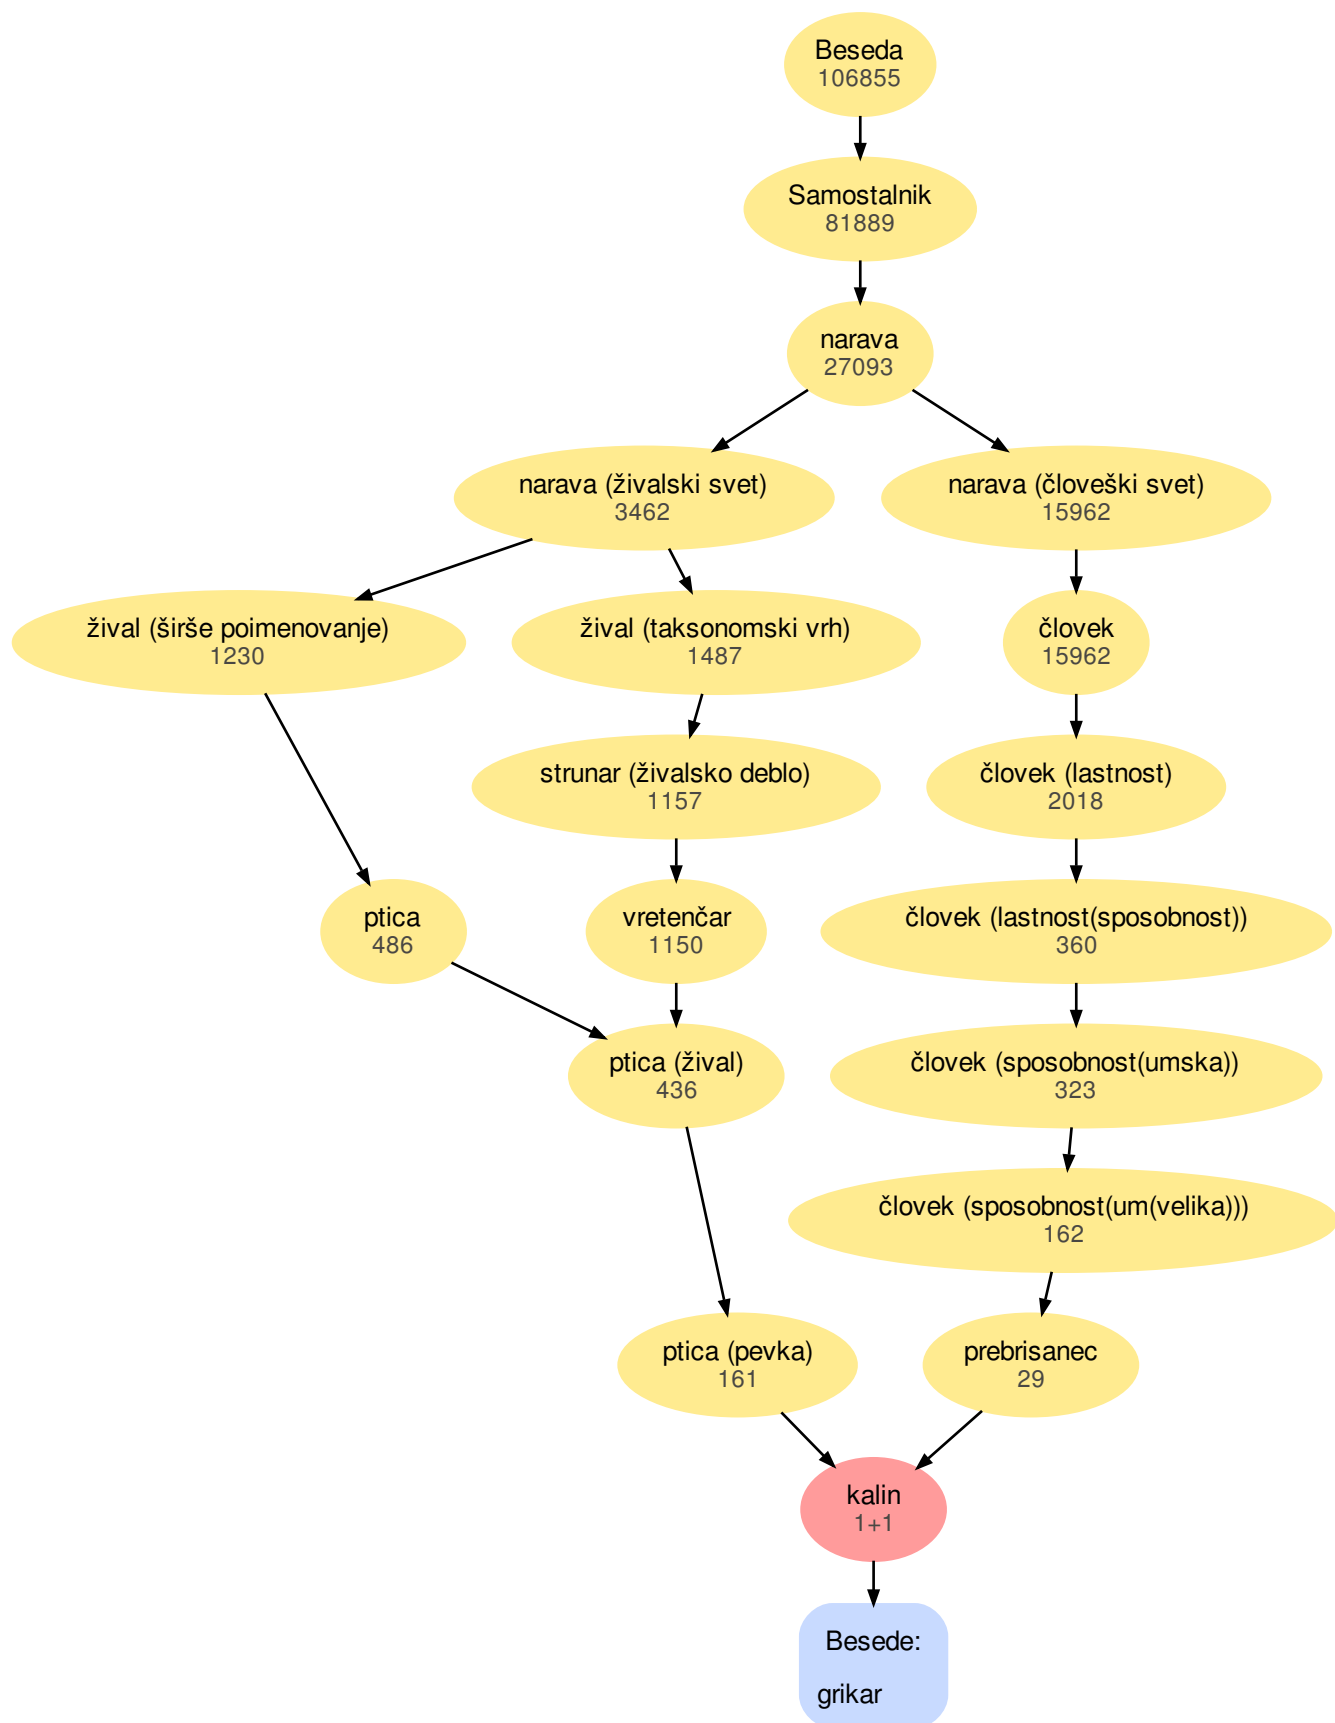 Beseda
106855
Samostalnik
81889
narava
27093
narava (živalski svet)
3462
narava (človeški svet)
15962
žival (širše poimenovanje)
1230
žival (taksonomski vrh)
1487
človek
15962
strunar (živalsko deblo)
1157
človek (lastnost)
2018
ptica
486
vretenčar
1150
človek (lastnost(sposobnost))
360
ptica (žival)
436
človek (sposobnost(umska))
323
človek (sposobnost(um(velika)))
162
ptica (pevka)
161
prebrisanec
29
kalin
1+1
Besede:
grikar